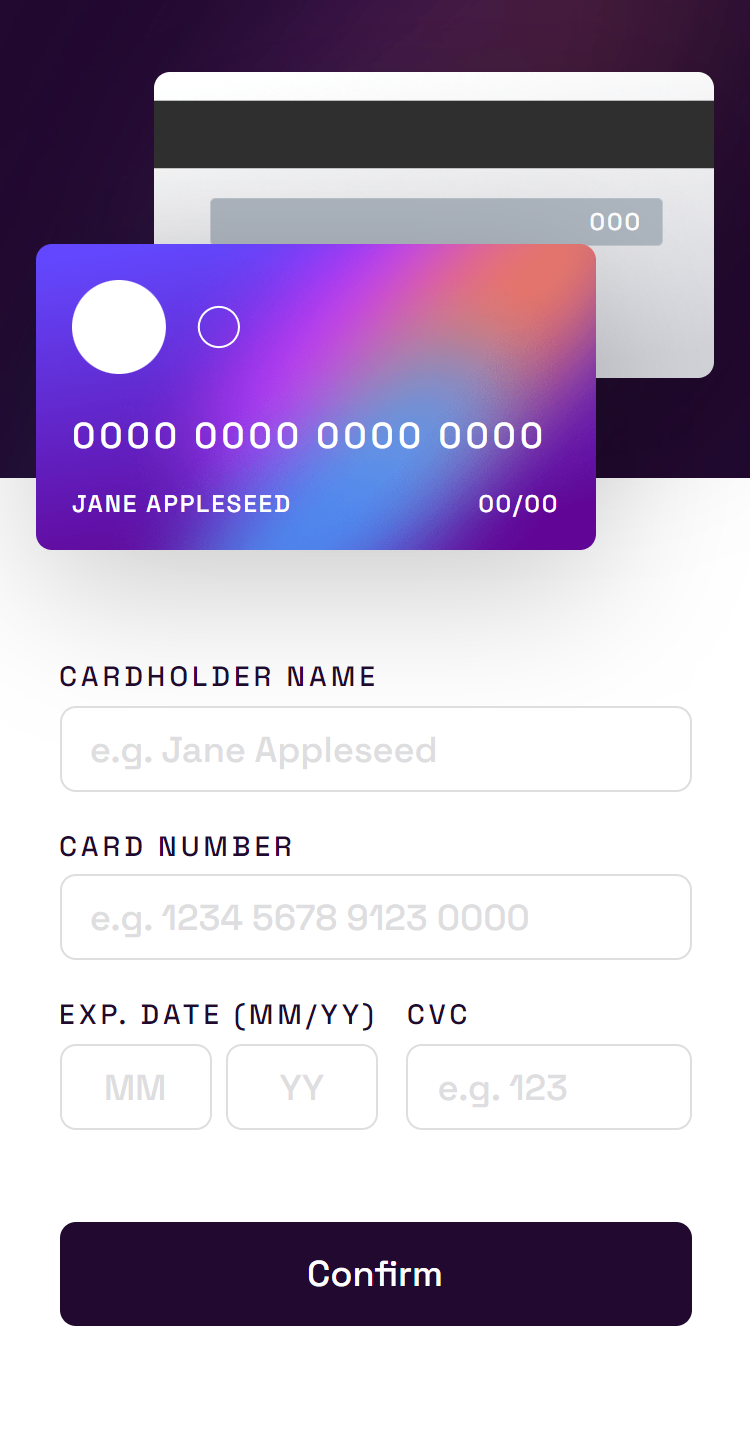 000
0000 0000 0000 0000
JANE APPLESEED 00/00
CARDHOLDER NAME
e.g. Jane Appleseed
CARD NUMBER
e.g. 1234 5678 9123 0000
EXP. DATE (MM/YY) CVC
MM YY e.g. 123
Confirm